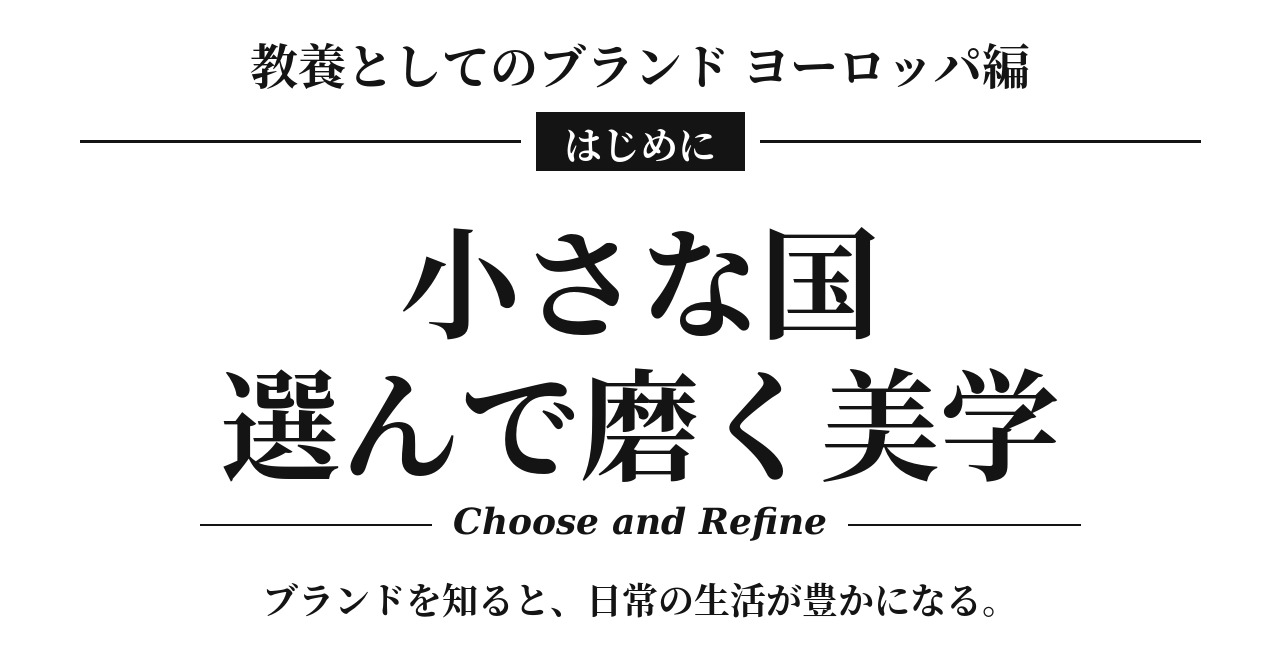 教養としてのブランド ヨーロッパ編
はじめに
小さな国
選んで磨く美学
Choose and Refine
ブランドを知ると、日常の生活が豊かになる。